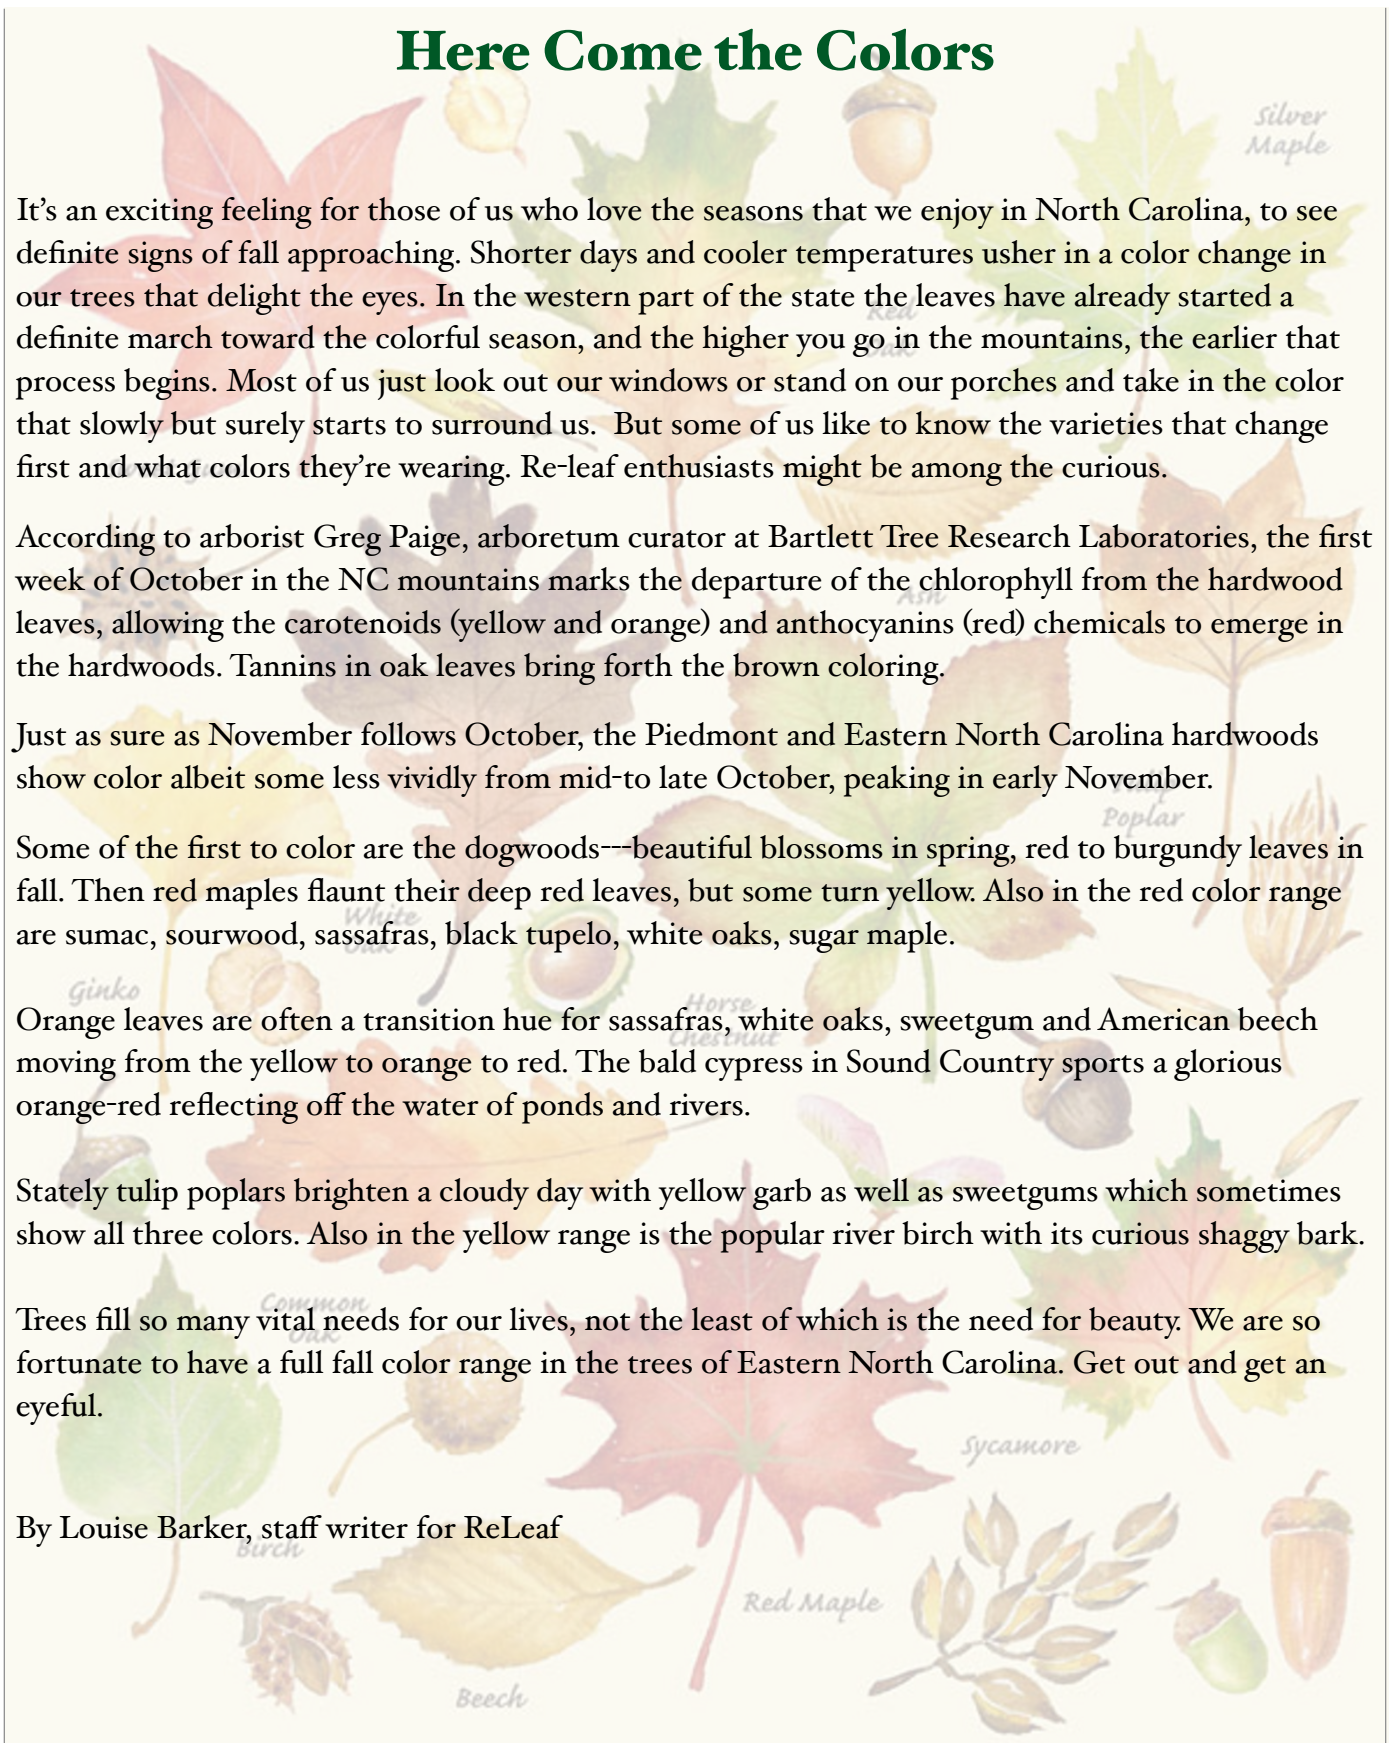 Here Come the Colors
Silver
Maple
It’s an exciting feeling for those of us who love the seasons that we enjoy in North Carolina, to see
definite signs of fall approaching. Shorter days and cooler temperatures usher in a color change in
our trees that delight the eyes. In the western part of the state the leaves have already started a
Red
definite march toward the colorful season, and the higher you go in the mountains, the earlier that
Oak
process begins. Most of us just look out our windows or stand on our porches and take in the color
that slowly but surely starts to surround us.  But some of us like to know the varieties that change
first and what colors they’re wearing. Re-leaf enthusiasts might be among the curious.
According to arborist Greg Paige, arboretum curator at Bartlett Tree Research Laboratories, the first
week of October in the NC mountains marks the departure of the chlorophyll from the hardwood
Ash
leaves, allowing the carotenoids (yellow and orange) and anthocyanins (red) chemicals to emerge in
the hardwoods. Tannins in oak leaves bring forth the brown coloring.
Just as sure as November follows October, the Piedmont and Eastern North Carolina hardwoods
show color albeit some less vividly from mid-to late October, peaking in early November.
Tulip
Poplar
Some of the first to color are the dogwoods---beautiful blossoms in spring, red to burgundy leaves in
fall. Then red maples flaunt their deep red leaves, but some turn yellow. Also in the red color range
White
are sumac, sourwood, sassafras, black tupelo, white oaks, sugar maple.
Oak
Ginko
Horse
Orange leaves are often a transition hue for sassafras, white oaks, sweetgum and American beech
Chestnut
moving from the yellow to orange to red. The bald cypress in Sound Country sports a glorious
orange-red reflecting off the water of ponds and rivers.
Stately tulip poplars brighten a cloudy day with yellow garb as well as sweetgums which sometimes
show all three colors. Also in the yellow range is the popular river birch with its curious shaggy bark.
Common
Trees fill so many vital needs for our lives, not the least of which is the need for beauty. We are so
Oak
fortunate to have a full fall color range in the trees of Eastern North Carolina. Get out and get an
eyeful.
Sycamore
By Louise Barker, staff writer for ReLeaf
Birch
Red Maple
Beech